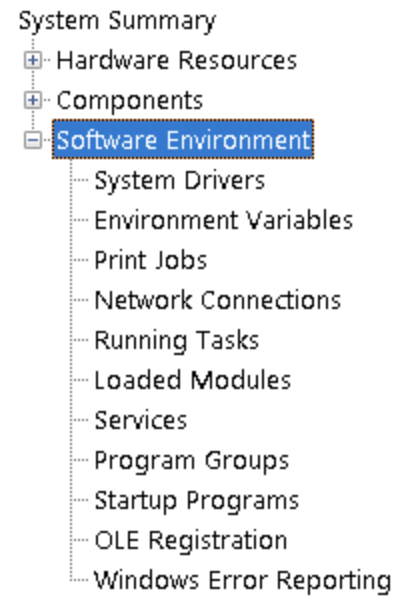 System Summary
Hardware Resources
Components
Software Environment
System Drivers
Environment Variables
Print Jobs
Network Connections
Running Tasks
Loaded Modules
Services
Program Groups
Startup Programs
OLE Registration
Windows Error Reporting